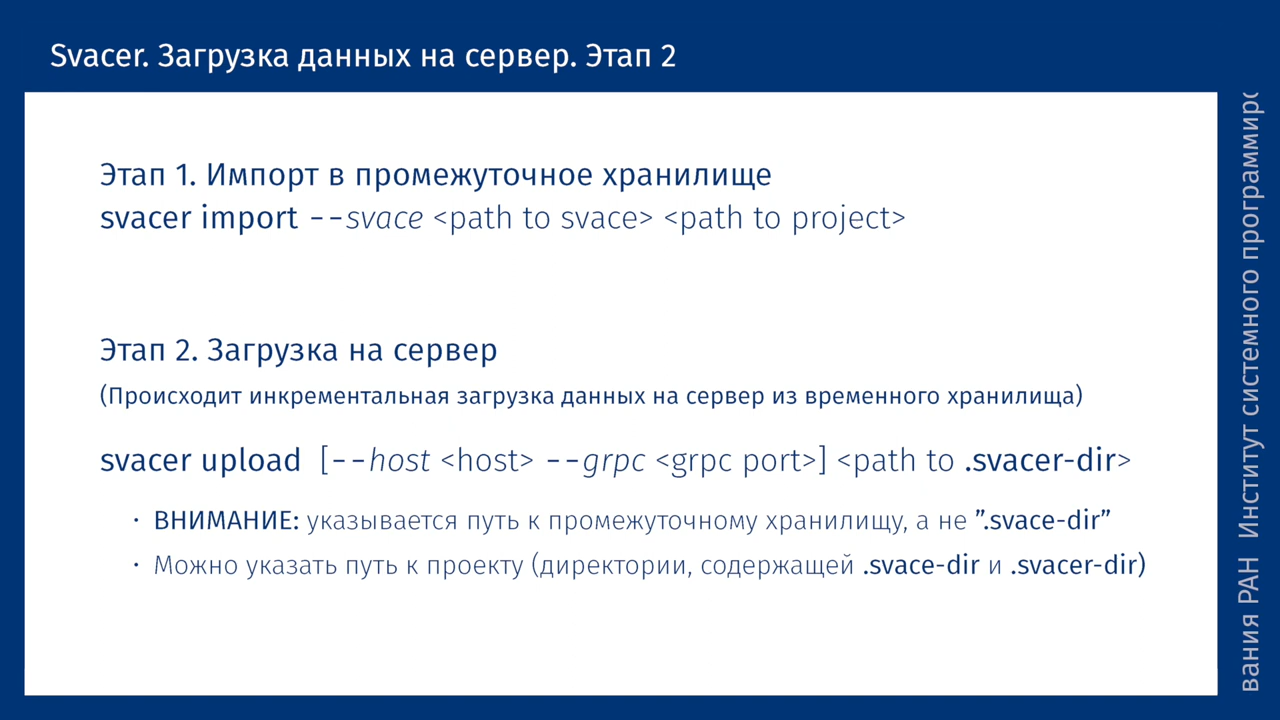 Svacer. Загрузка данных на сервер. Этап 2
Этап 1. Импорт в промежуточное хранилище
svacer import --svace <path to svace> <path to project>
Этап 2. Загрузка на сервер
(Происходит инкрементальная загрузка данных на сервер из временного хранилища)
svacer upload [--host <host> --grpc <grpc port>] <path to .svacer-dir>
· ВНИМАНИЕ: указывается путь к промежуточному хранилищу, а не ”.svace-dir”
· Можно указать путь к проекту (директории, содержащей .svace-dir и .svacer-dir)
вания РАН Институт системного программиро